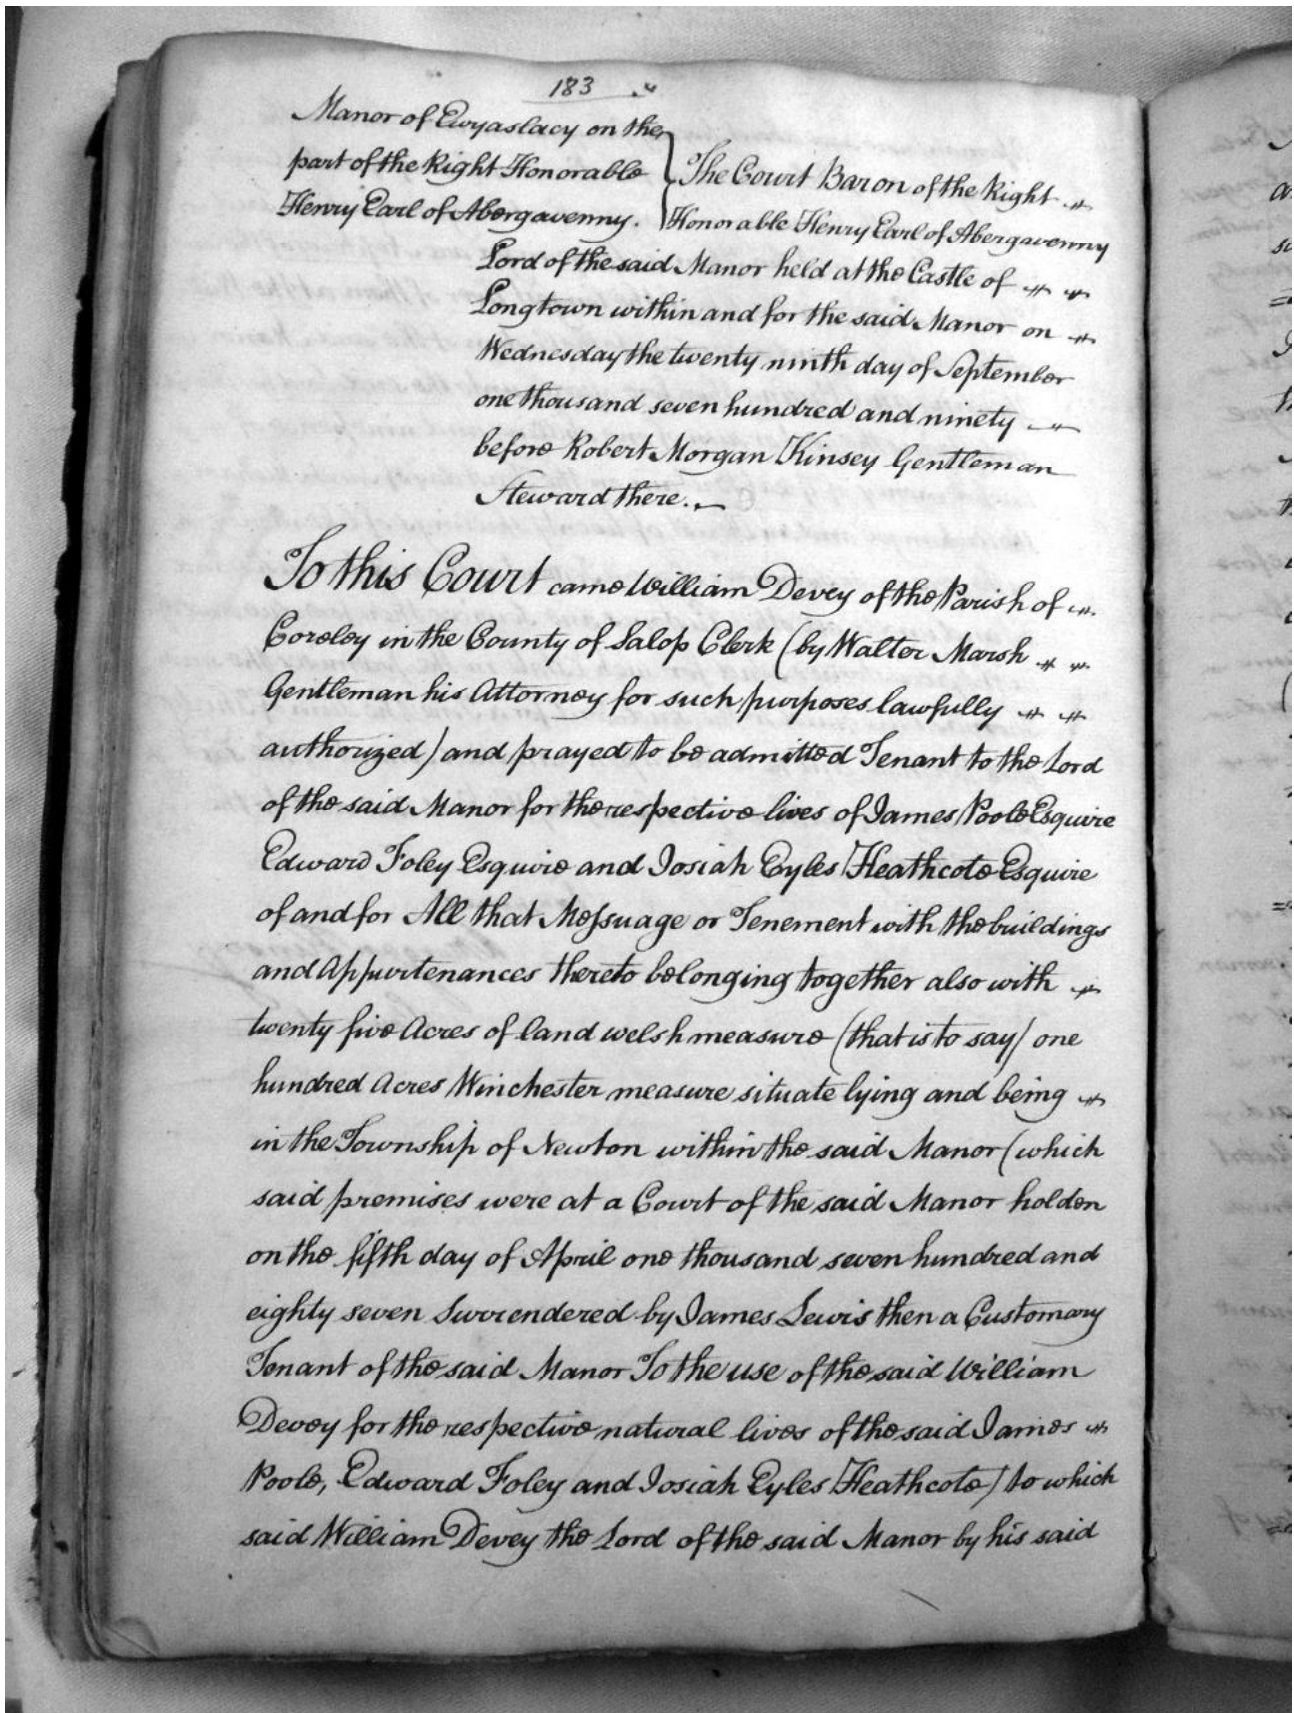 183
Manor of Ewyaslacy on the
part of the Right Honorable
Henry Earl of Abergavenny.
The Court Baron of the Right
Honorable Henry Earl of Abergavenny
Lord of the said Manor held at the Castle of
Longtown within and for the said Manor on
Wednesday the twenty ninth day of September
one thousand seven hundred and ninety
before Robert Morgan Kinsey Gentleman
Steward there.
To this Court came William Devey of the Parish of
Coreley in the County of Salop Clerk (by Walter Marsh
Gentleman his Attorney for such purposes lawfully
authorized) and prayed to be admitted Tenant to the Lord
of the said Manor for the respective lives of James Poole Esquire
Edward Foley Esquire and Josiah Eyles Heathcote Esquire
of and for All that Messuage or Tenement with the buildings
and Appurtenances thereto belonging together also with
twenty five Acres of land welsh measure (that is to say) one
hundred Acres Winchester measure situate lying and being
in the Township of Newton within the said Manor (which
said premises were at a Court of the said Manor holden
on the fifth day of April one thousand seven hundred and
eighty seven Surrendered by James Lewis then a Customary
Tenant of the said Manor To the use of the said William
Devey for the respective natural lives of the said James
Poole, Edward Foley and Josiah Eyles Heathcote) to which
said William Devey the Lord of the said Manor by his said